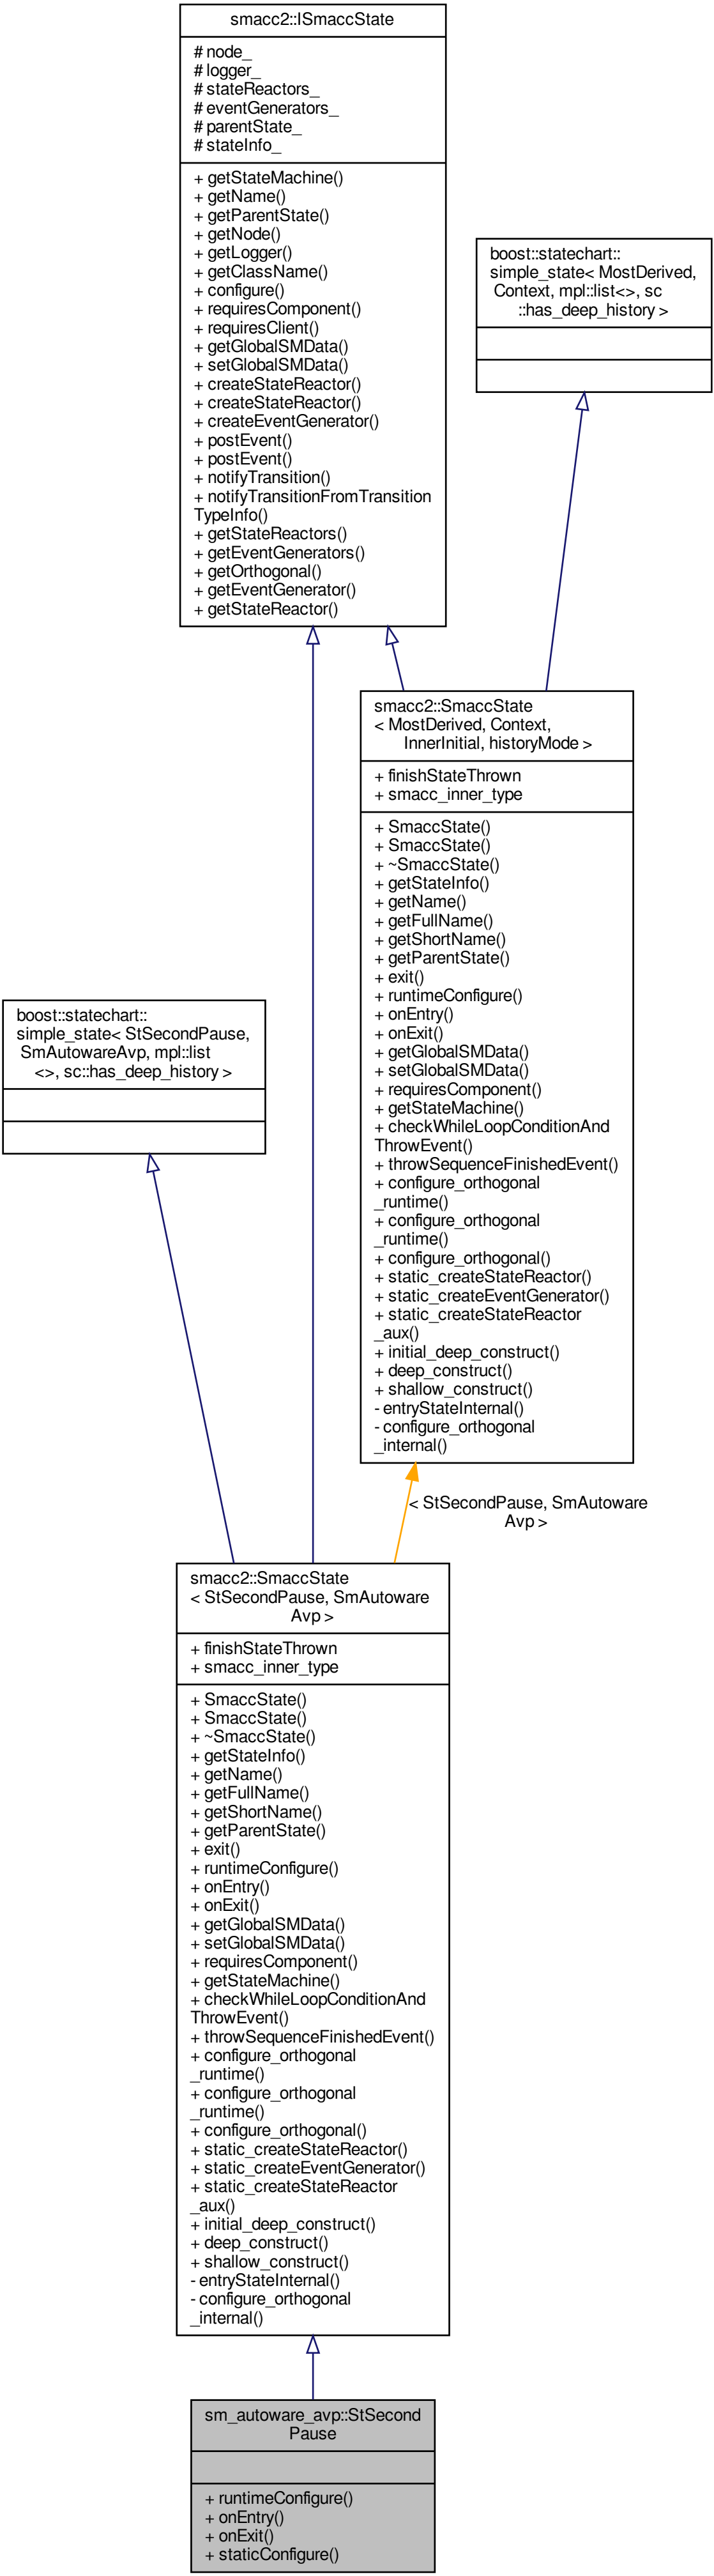 smacc2::ISmaccState
# node_
# logger_
# stateReactors_
# eventGenerators_
# parentState_
# stateInfo_
+ getStateMachine()
+ getName()
+ getParentState()
+ getNode()
+ getLogger()
+ getClassName()
+ configure()
+ requiresComponent()
+ requiresClient()
+ getGlobalSMData()
+ setGlobalSMData()
+ createStateReactor()
+ createStateReactor()
+ createEventGenerator()
+ postEvent()
+ postEvent()
+ notifyTransition()
+ notifyTransitionFromTransition
TypeInfo()
+ getStateReactors()
+ getEventGenerators()
+ getOrthogonal()
+ getEventGenerator()
+ getStateReactor()
boost::statechart::
simple_state< MostDerived,
Context, mpl::list<>, sc
::has_deep_history >
smacc2::SmaccState
< MostDerived, Context,
InnerInitial, historyMode >
+ finishStateThrown
+ smacc_inner_type
+ SmaccState()
+ SmaccState()
+ ~SmaccState()
+ getStateInfo()
+ getName()
+ getFullName()
+ getShortName()
+ getParentState()
+ exit()
+ runtimeConfigure()
+ onEntry()
+ onExit()
+ getGlobalSMData()
+ setGlobalSMData()
+ requiresComponent()
+ getStateMachine()
+ checkWhileLoopConditionAnd
ThrowEvent()
+ throwSequenceFinishedEvent()
+ configure_orthogonal
_runtime()
+ configure_orthogonal
_runtime()
+ configure_orthogonal()
+ static_createStateReactor()
+ static_createEventGenerator()
+ static_createStateReactor
_aux()
+ initial_deep_construct()
+ deep_construct()
+ shallow_construct()
- entryStateInternal()
- configure_orthogonal
_internal()
boost::statechart::
simple_state< StSecondPause,
SmAutowareAvp, mpl::list
<>, sc::has_deep_history >
< StSecondPause, SmAutoware
Avp >
smacc2::SmaccState
< StSecondPause, SmAutoware
Avp >
+ finishStateThrown
+ smacc_inner_type
+ SmaccState()
+ SmaccState()
+ ~SmaccState()
+ getStateInfo()
+ getName()
+ getFullName()
+ getShortName()
+ getParentState()
+ exit()
+ runtimeConfigure()
+ onEntry()
+ onExit()
+ getGlobalSMData()
+ setGlobalSMData()
+ requiresComponent()
+ getStateMachine()
+ checkWhileLoopConditionAnd
ThrowEvent()
+ throwSequenceFinishedEvent()
+ configure_orthogonal
_runtime()
+ configure_orthogonal
_runtime()
+ configure_orthogonal()
+ static_createStateReactor()
+ static_createEventGenerator()
+ static_createStateReactor
_aux()
+ initial_deep_construct()
+ deep_construct()
+ shallow_construct()
- entryStateInternal()
- configure_orthogonal
_internal()
sm_autoware_avp::StSecond
Pause
+ runtimeConfigure()
+ onEntry()
+ onExit()
+ staticConfigure()